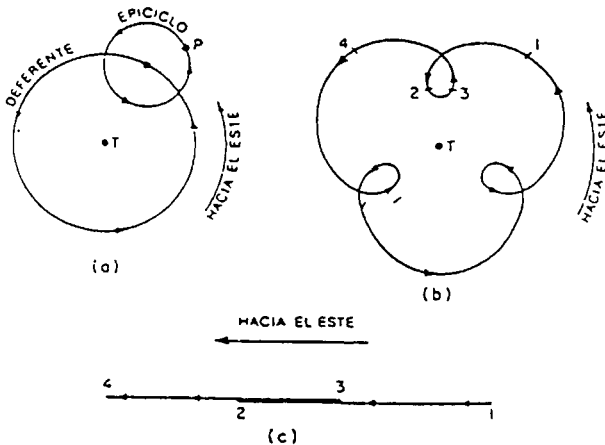 EPICICLO
P
DEFERENTE
T
HACIA EL ESTE
(a)
4
1
2
3
T
HACIA EL ESTE
(b)
HACIA EL ESTE
4
3
2
1
(c)